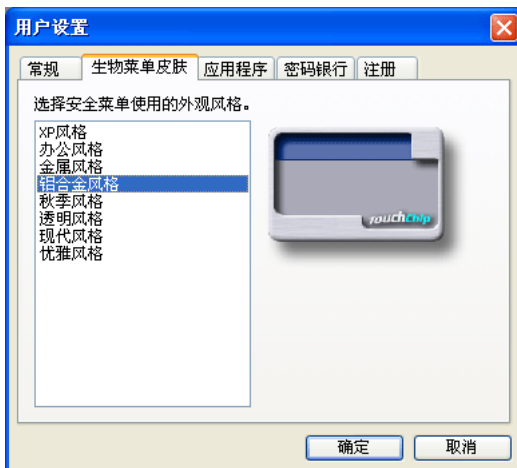 用户设置
常规 生物菜单皮肤 应用程序 密码银行 注册
选择安全菜单使用的外观风格。
XP风格
办公风格
金属风格
铝合金风格
秋季风格
透明风格
现代风格
优雅风格
TouchChip
确定 取消